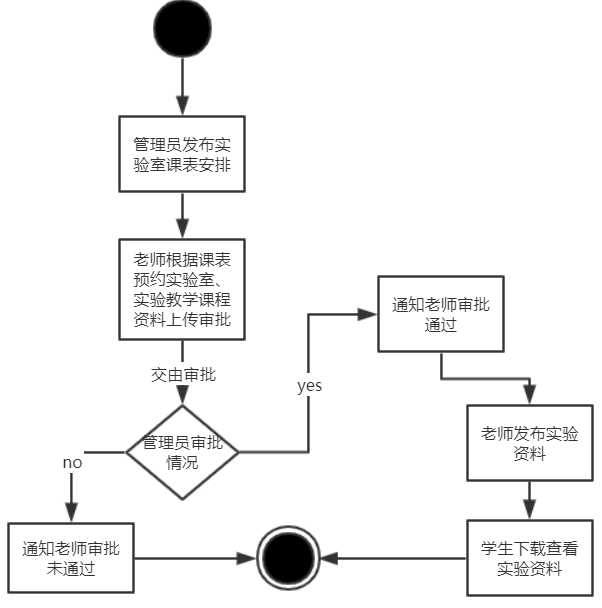 管理员发布实
验室课表安排
老师根据课表
预约实验室、
实验教学课程
资料上传审批
交由审批
管理员审批
情况
yes
no
通知老师审批
通过
老师发布实验
资料
学生下载查看
实验资料
通知老师审批
未通过